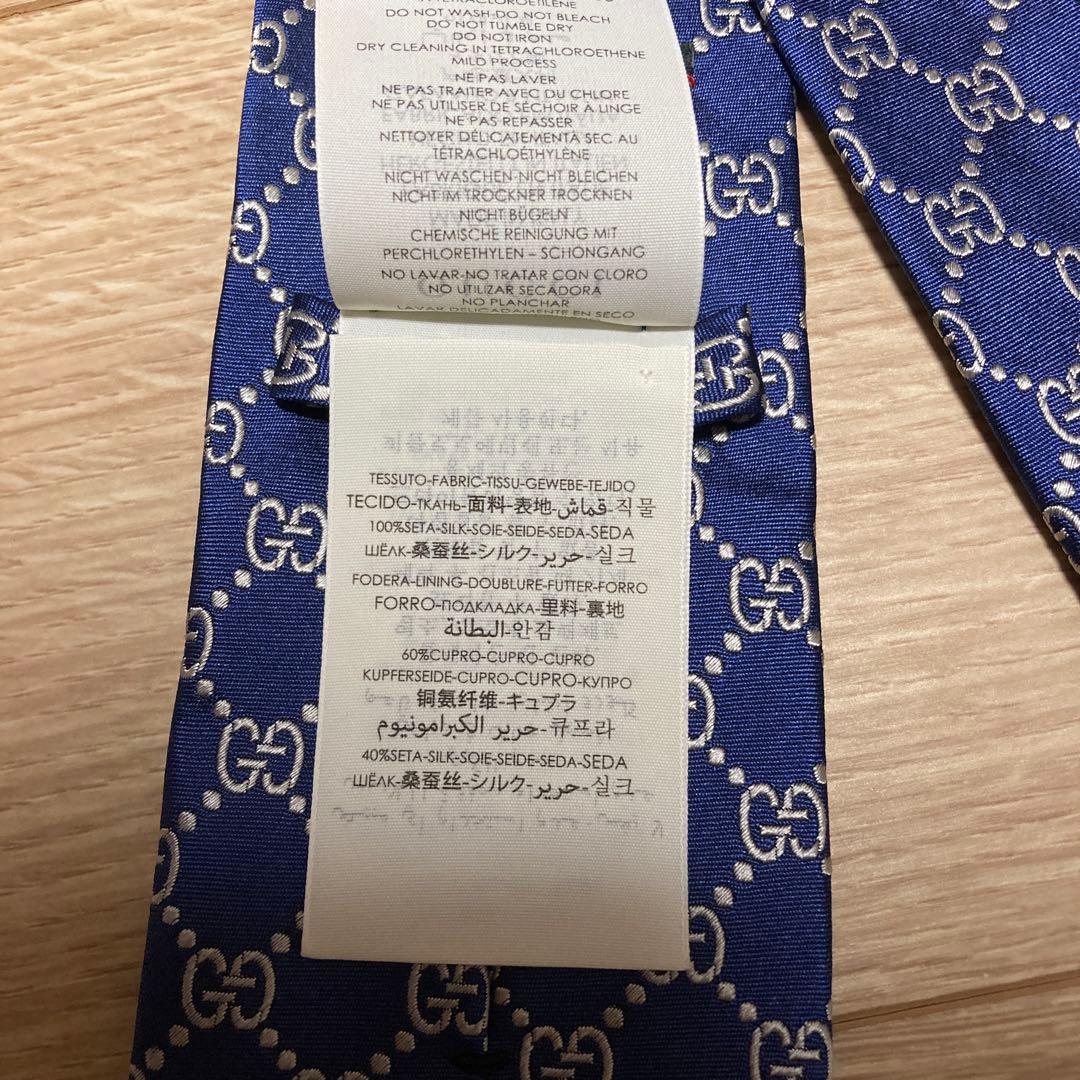 TETRACLOROETILENE
DO NOT WASH-DO NOT BLEACH
DO NOT TUMBLE DRY
DO NOT IRON
DRY CLEANING IN TETRACHLOROETHENE
MILD PROCESS
NE PAS LAVER
NE PAS TRAITER AVEC DU CHLORE
NE PAS UTILISER DE SÉCHOIR À LINGE
NE PAS REPASSER
NETTOYER DÉLICATEMENTÀ SEC AU
TÉTRACHLOÉTHYLÈNE
NICHT WASCHEN-NICHT BLEICHEN
NICHT IM TROCKNER TROCKNEN
NICHT BÜGELN
CHEMISCHE REINIGUNG MIT
PERCHLORETHYLEN – SCHONGANG
NO LAVAR-NO TRATAR CON CLORO
NO UTILIZAR SECADORA
NO PLANCHAR
LAVAR DELICADAMENTE EN SECO
TESSUTO-FABRIC-TISSU-GEWEBE-TEJIDO
TECIDO-ТКАНЬ-面料-表地-قماش-직물
100%SETA-SILK-SOIE-SEIDE-SEDA-SEDA
ШЁЛК-桑蚕丝-シルク-حرير-실크
FODERA-LINING-DOUBLURE-FUTTER-FORRO
FORRO-ПОДКЛАДКА-里料-裏地
البطانة-안감
60%CUPRO-CUPRO-CUPRO
KUPFERSEIDE-CUPRO-CUPRO-КУПРО
铜氨纤维-キュプラ
حرير الكبرامونيوم-큐프라
40%SETA-SILK-SOIE-SEIDE-SEDA-SEDA
ШЁЛК-桑蚕丝-シルク-حرير-실크